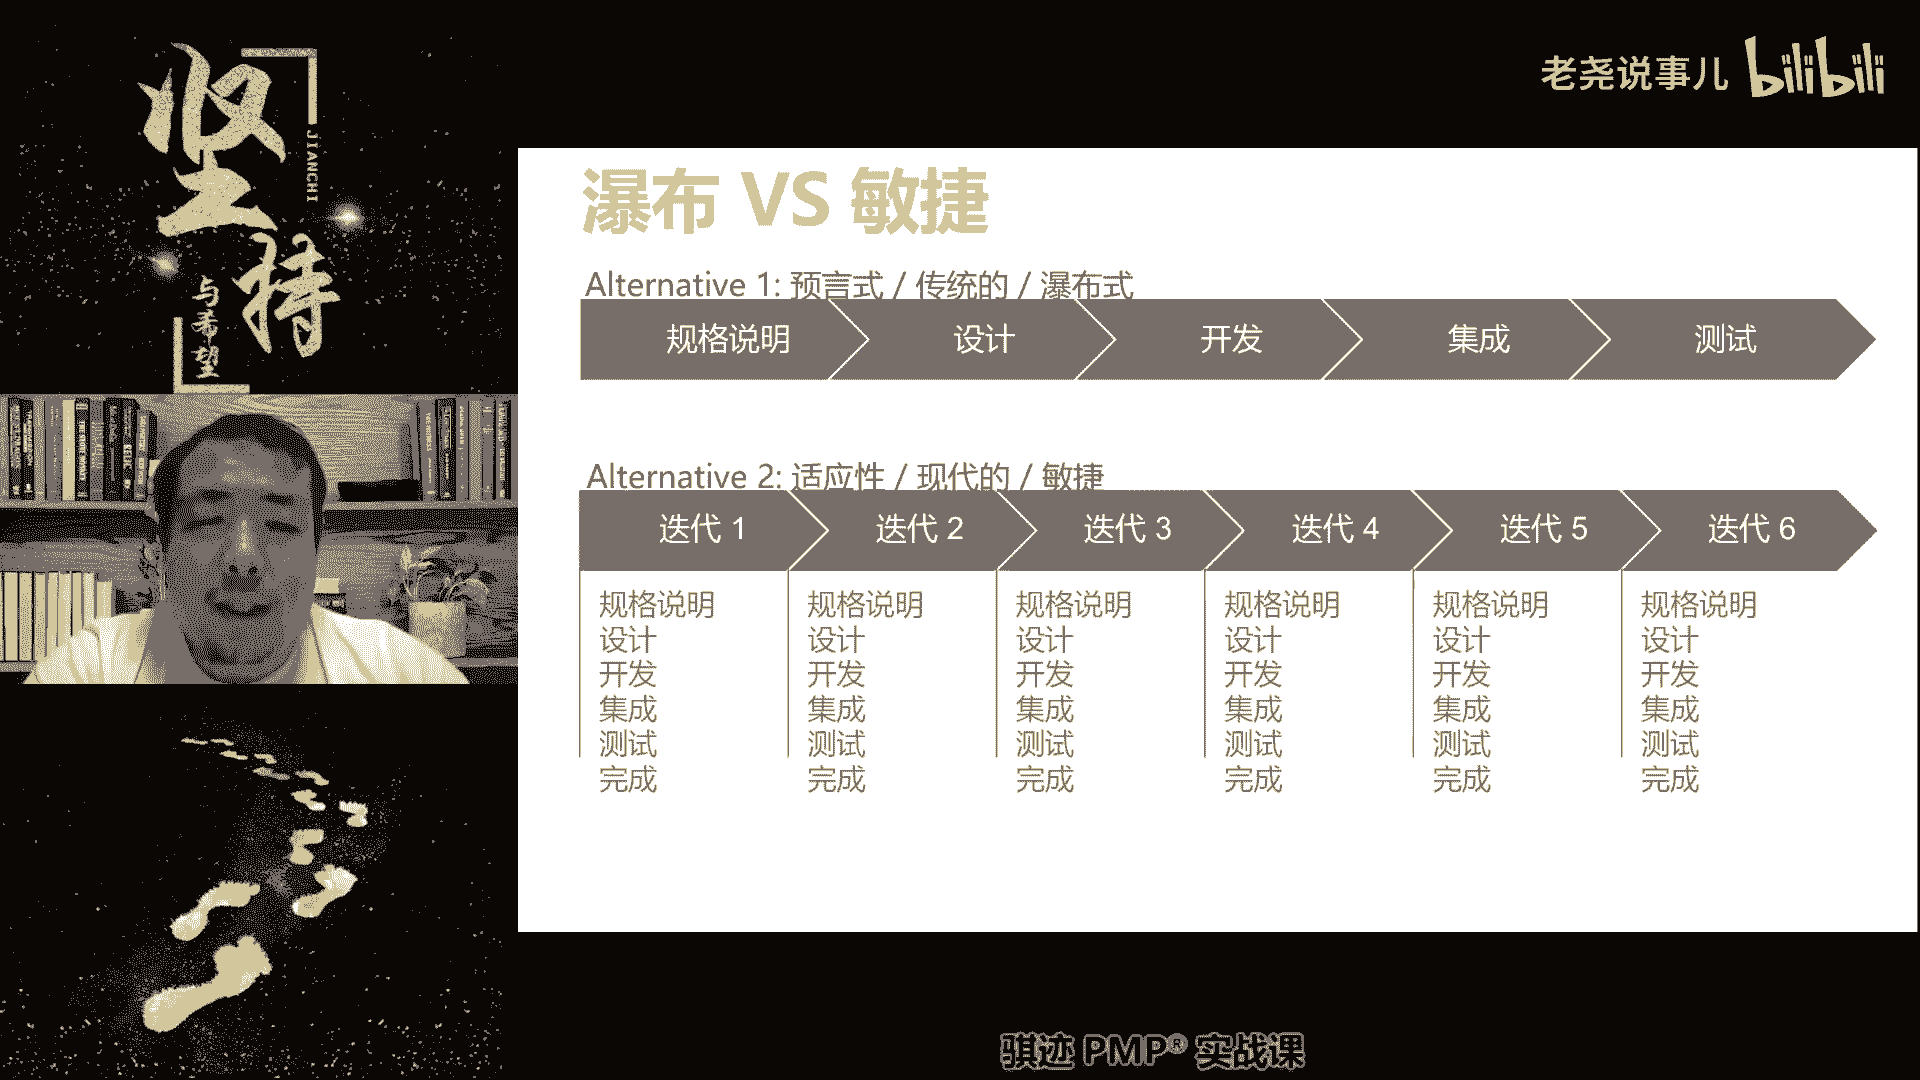 坚持
JIANCHI
与希望
老尧说事儿 bilibili
瀑布 VS 敏捷
Alternative 1: 预言式 / 传统的 / 瀑布式
规格说明 设计 开发 集成 测试
Alternative 2: 适应性 / 现代的 / 敏捷
迭代 1 迭代 2 迭代 3 迭代 4 迭代 5 迭代 6
规格说明 规格说明 规格说明 规格说明 规格说明 规格说明
设计 设计 设计 设计 设计 设计
开发 开发 开发 开发 开发 开发
集成 集成 集成 集成 集成 集成
测试 测试 测试 测试 测试 测试
完成 完成 完成 完成 完成 完成
骐迹 PMP® 实战课